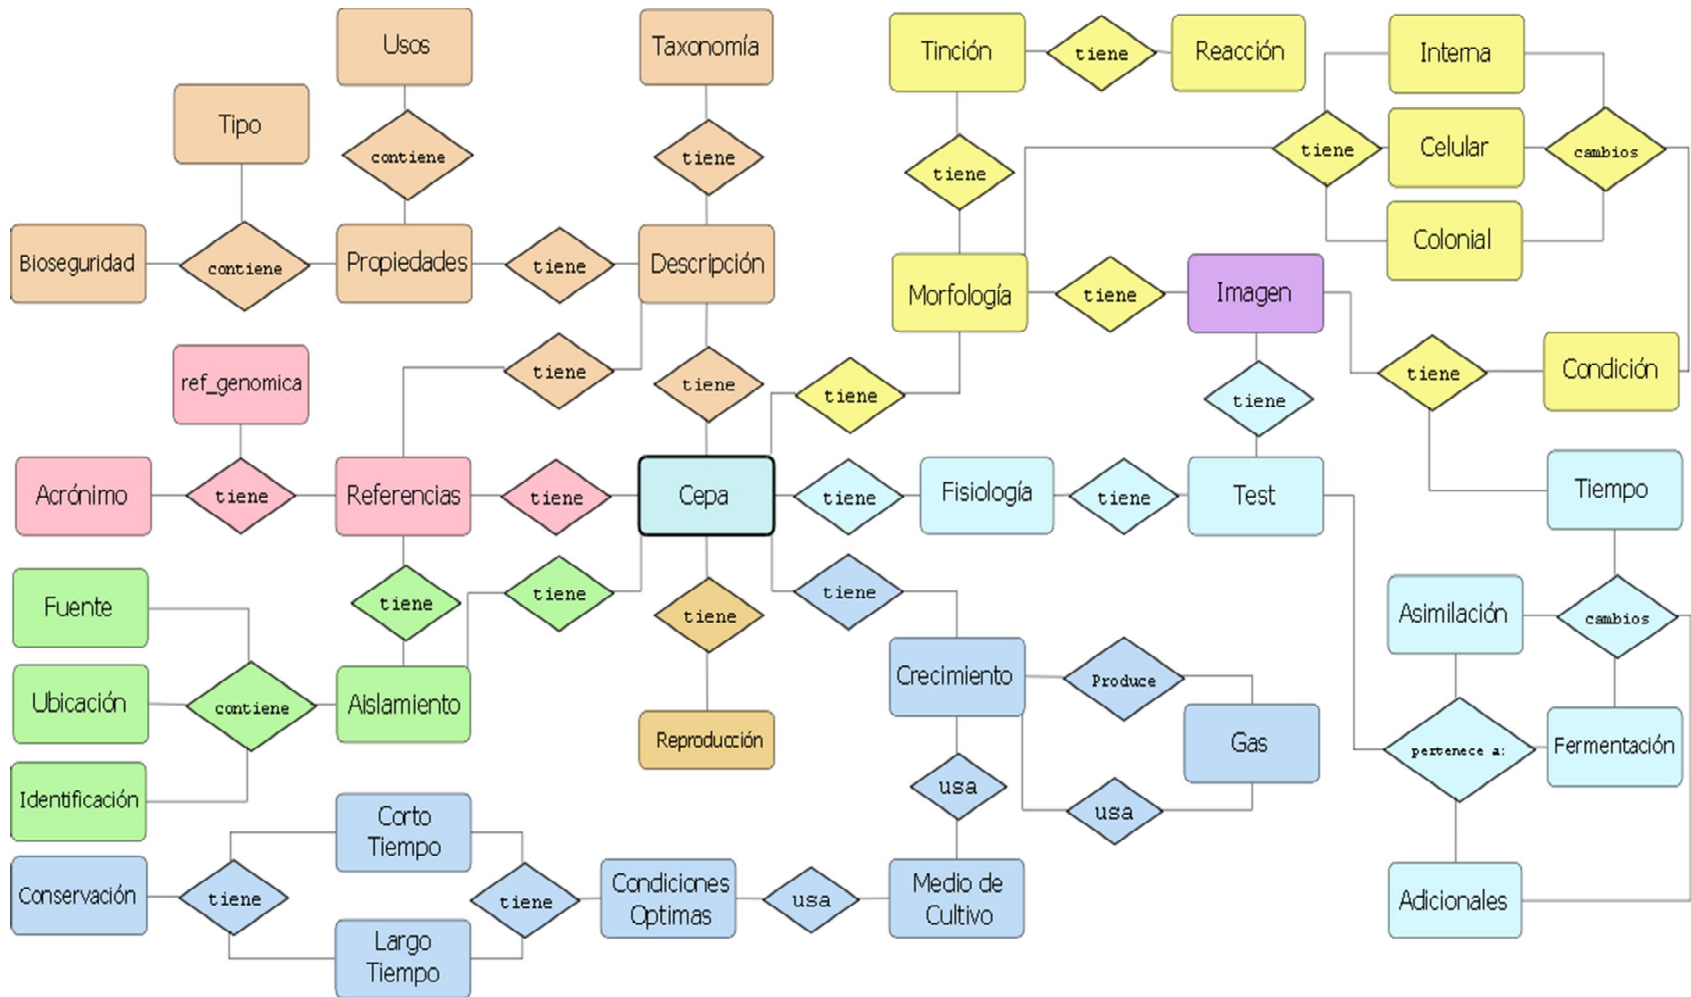 Usos
Taxonomía
Tinción
tiene
Reacción
Interna
Tipo
contiene
tiene
tiene
tiene
Celular
cambios
Bioseguridad
contiene
Propiedades
tiene
Descripción
Colonial
Morfología
tiene
Imagen
ref_genomica
tiene
tiene
tiene
tiene
tiene
Condición
Acrónimo
tiene
Referencias
tiene
Cepa
tiene
Fisiología
tiene
Test
Tiempo
Fuente
tiene
tiene
tiene
tiene
Asimilación
cambios
Ubicación
contiene
Aislamiento
Reproducción
Crecimiento
Produce
Gas
pertenece a:
Fermentación
Identificación
usa
usa
Corto
Tiempo
Conservación
tiene
tiene
Condiciones
Optimas
usa
Medio de
Cultivo
Adicionales
Largo
Tiempo